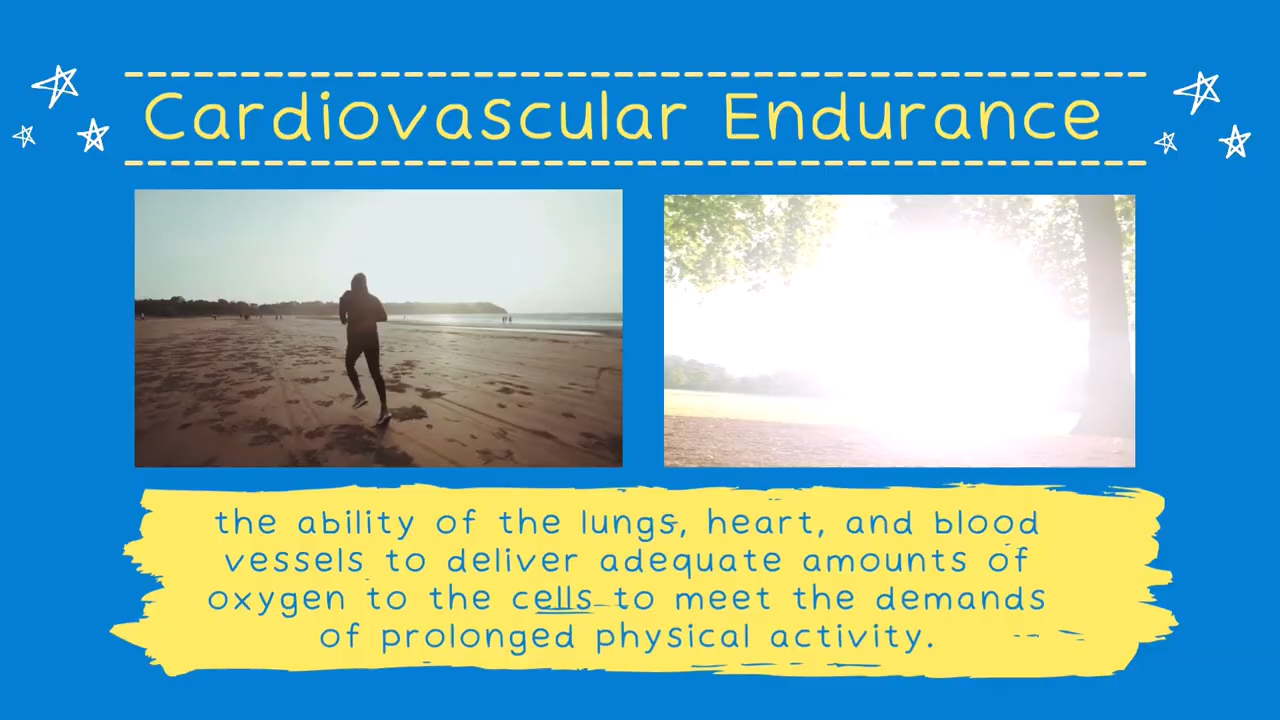 Cardiovascular Endurance
the ability of the lungs, heart, and blood
vessels to deliver adequate amounts of
oxygen to the cells to meet the demands
of prolonged physical activity.